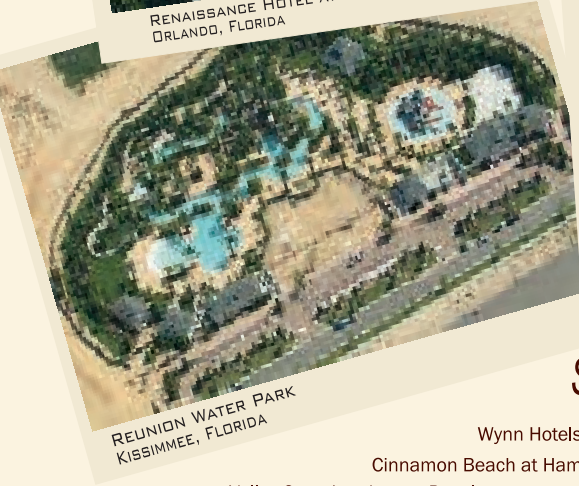 RENAISSANCE HOTEL
ORLANDO, FLORIDA
REUNION WATER PARK
KISSIMMEE, FLORIDA
Wynn Hotels
Cinnamon Beach at Ham